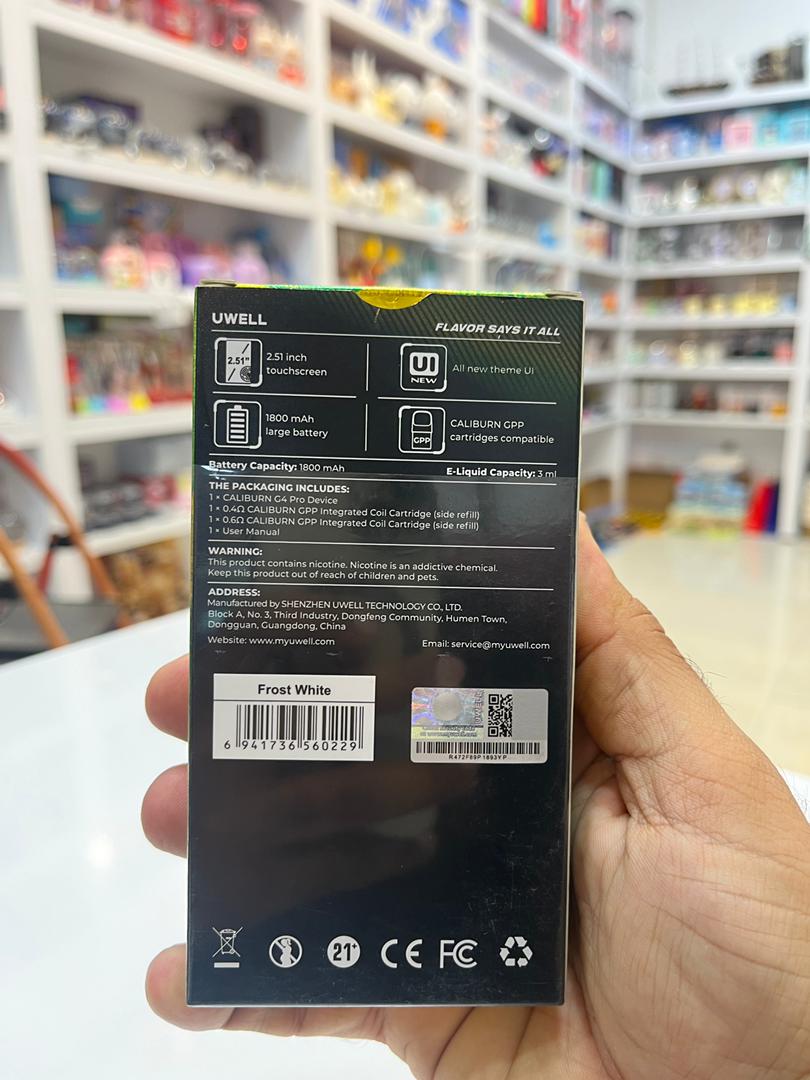 UWELL
FLAVOR SAYS IT ALL
2.51"
2.51 inch
touchscreen
UI
NEW
All new theme UI
1800 mAh
large battery
GPP
CALIBURN GPP
cartridges compatible
Battery Capacity: 1800 mAh
E-Liquid Capacity: 3 ml
THE PACKAGING INCLUDES:
1 × CALIBURN G4 Pro Device
1 × 0.4Ω CALIBURN GPP Integrated Coil Cartridge (side refill)
1 × 0.6Ω CALIBURN GPP Integrated Coil Cartridge (side refill)
1 × User Manual
WARNING:
This product contains nicotine. Nicotine is an addictive chemical.
Keep this product out of reach of children and pets.
ADDRESS:
Manufactured by SHENZHEN UWELL TECHNOLOGY CO., LTD.
Block A, No. 3, Third Industry, Dongfeng Community, Humen Town,
Dongguan, Guangdong, China
Website: www.myuwell.com
Email: service@myuwell.com
Frost White
6 941736 560229
R472F89P1893YP
21+
CE FC